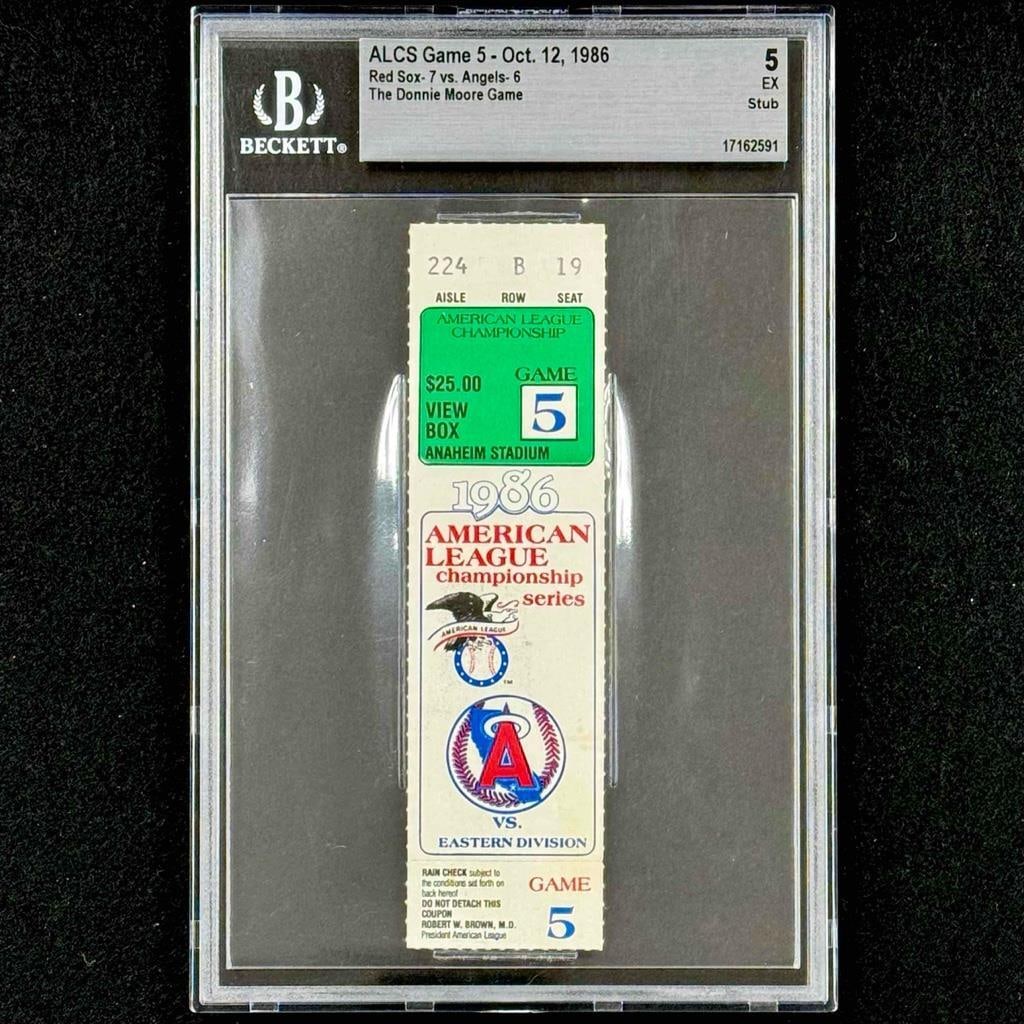 ALCS Game 5 - Oct. 12, 1986
Red Sox- 7 vs. Angels- 6
The Donnie Moore Game
5
EX
Stub
17162591
B
BECKETT®
224 B 19
AISLE ROW SEAT
AMERICAN LEAGUE
CHAMPIONSHIP
$25.00
VIEW
BOX
GAME
5
ANAHEIM STADIUM
1986
AMERICAN
LEAGUE
championship
series
AMERICAN LEAGUE
TM
A
VS.
EASTERN DIVISION
RAIN CHECK subject to
the conditions set forth on
back hereof
DO NOT DETACH THIS
COUPON
ROBERT W. BROWN, M.D.
President American League
GAME
5